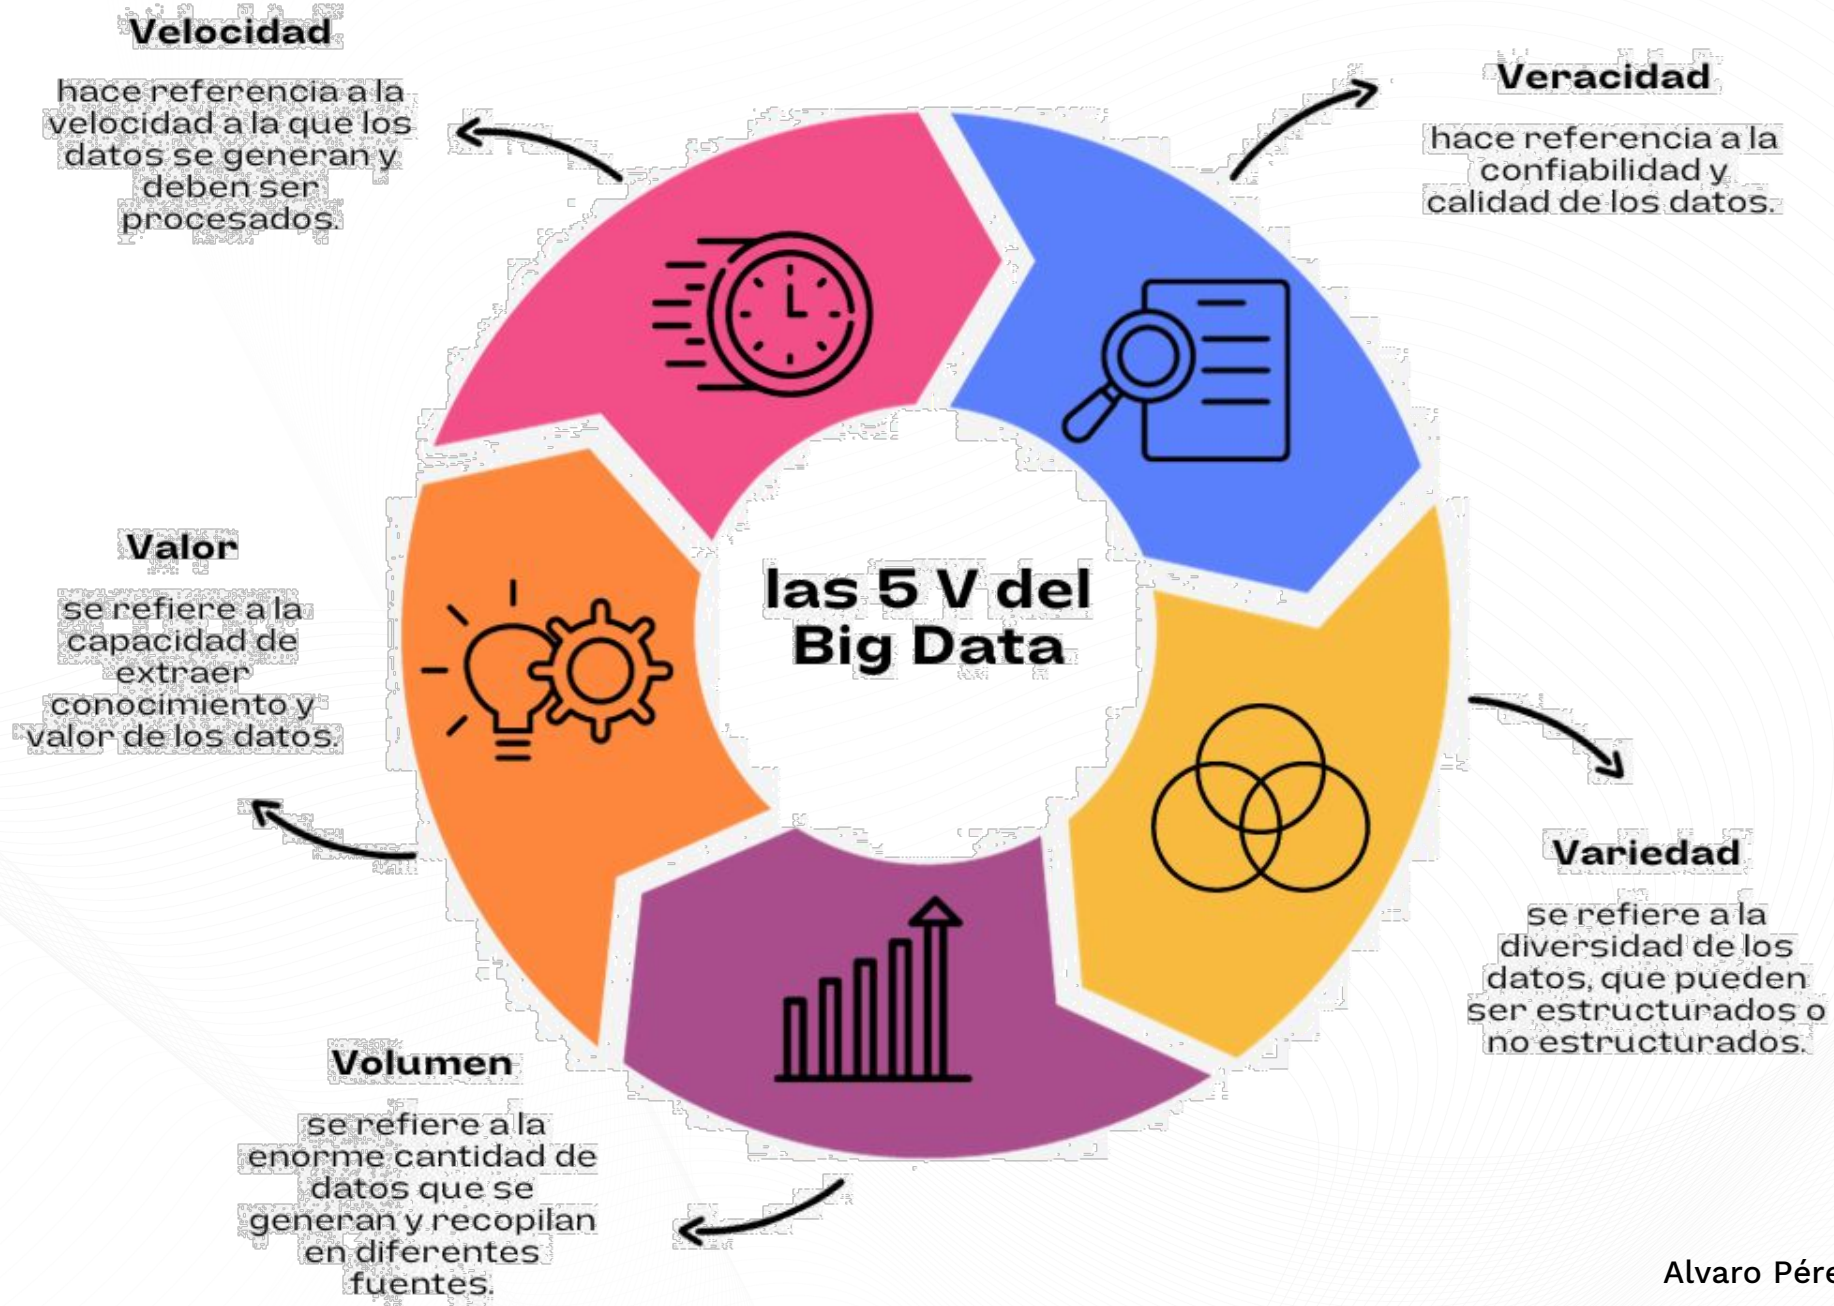 Velocidad
hace referencia a la
velocidad a la que los
datos se generan y
deben ser
procesados.
Veracidad
hace referencia a la
confiabilidad y
calidad de los datos.
las 5 V del
Big Data
Valor
se refiere a la
capacidad de
extraer
conocimiento y
valor de los datos.
Variedad
se refiere a la
diversidad de los
datos, que pueden
ser estructurados o
no estructurados.
Volumen
se refiere a la
enorme cantidad de
datos que se
generan y recopilan
en diferentes
fuentes.
Alvaro Pére